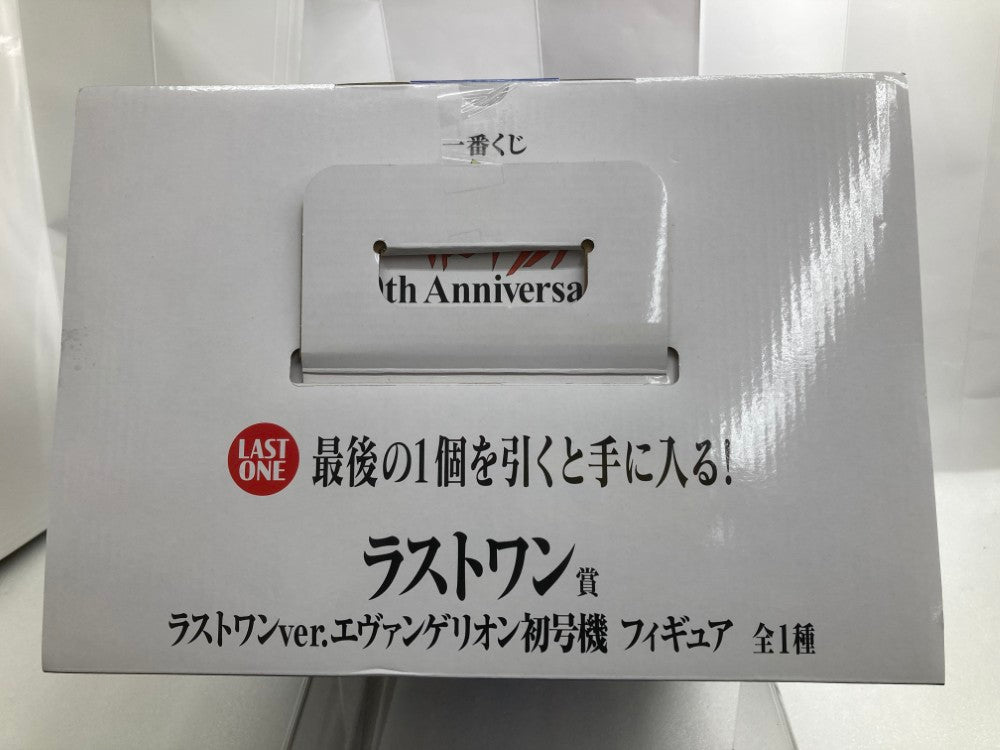 一番くじ
th Anniversa
LAST
ONE
最後の1個を引くと手に入る!
ラストワン賞
ラストワンver.エヴァンゲリオン初号機 フィギュア 全1種